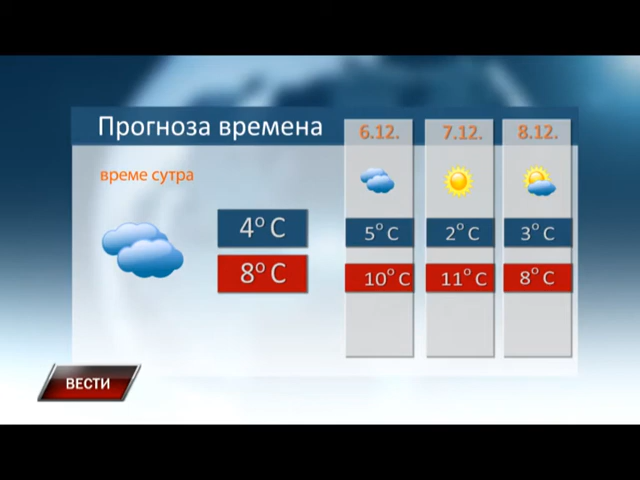 Прогноза времена
време сутра
4° C
8° C
6.12.
5° C
10° C
7.12.
2° C
11° C
8.12.
3° C
8° C
ВЕСТИ